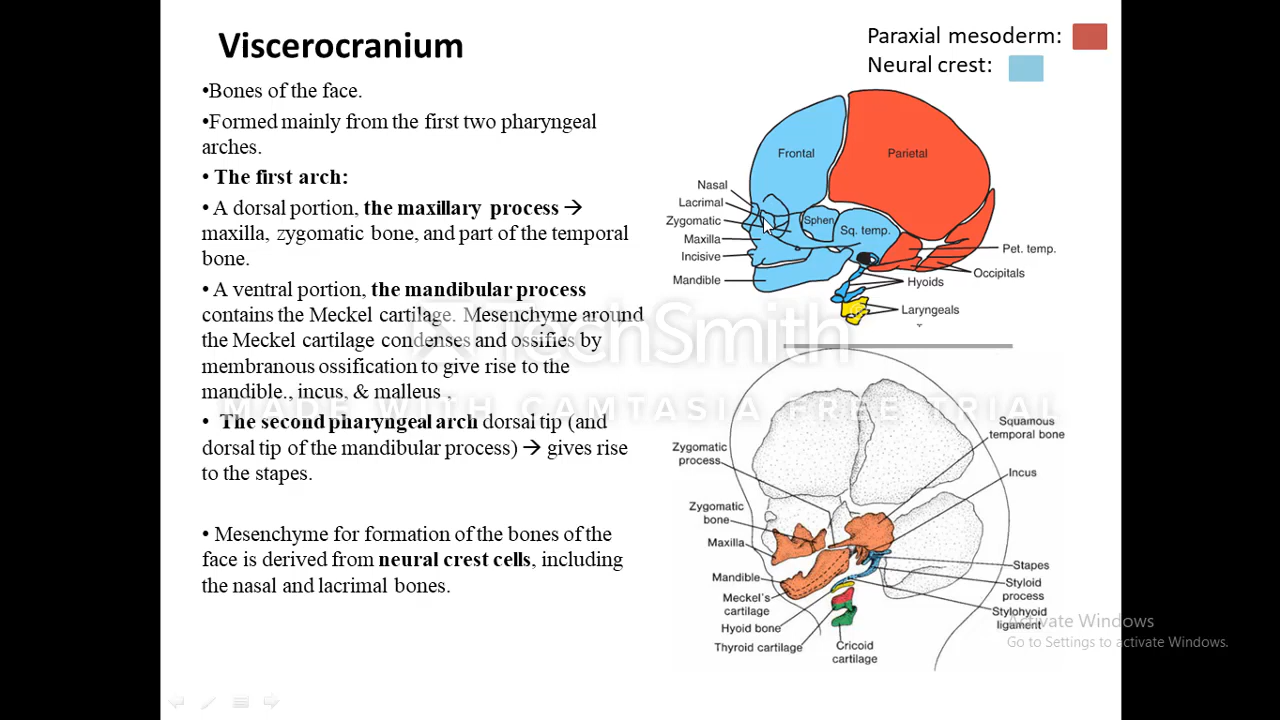 Viscerocranium
Paraxial mesoderm:
Neural crest:
•Bones of the face.
•Formed mainly from the first two pharyngeal
arches.
• The first arch:
• A dorsal portion, the maxillary process →
maxilla, zygomatic bone, and part of the temporal
bone.
• A ventral portion, the mandibular process
contains the Meckel cartilage. Mesenchyme around
the Meckel cartilage condenses and ossifies by
membranous ossification to give rise to the
mandible., incus, & malleus .
• The second pharyngeal arch dorsal tip (and
dorsal tip of the mandibular process) → gives rise
to the stapes.
• Mesenchyme for formation of the bones of the
face is derived from neural crest cells, including
the nasal and lacrimal bones.
Frontal
Parietal
Nasal
Lacrimal
Zygomatic
Maxilla
Incisive
Mandible
Sphen.
Sq. temp.
Pet. temp.
Occipitals
Hyoids
Laryngeals
TechSmith
MADE WITH CAMTASIA FREE TRIAL
Squamous
temporal bone
Zygomatic
process
Incus
Zygomatic
bone
Maxilla
Stapes
Mandible
Styloid
process
Meckel's
cartilage
Stylohyoid
ligament
Hyoid bone
Thyroid cartilage
Cricoid
cartilage
Activate Windows
Go to Settings to activate Windows.